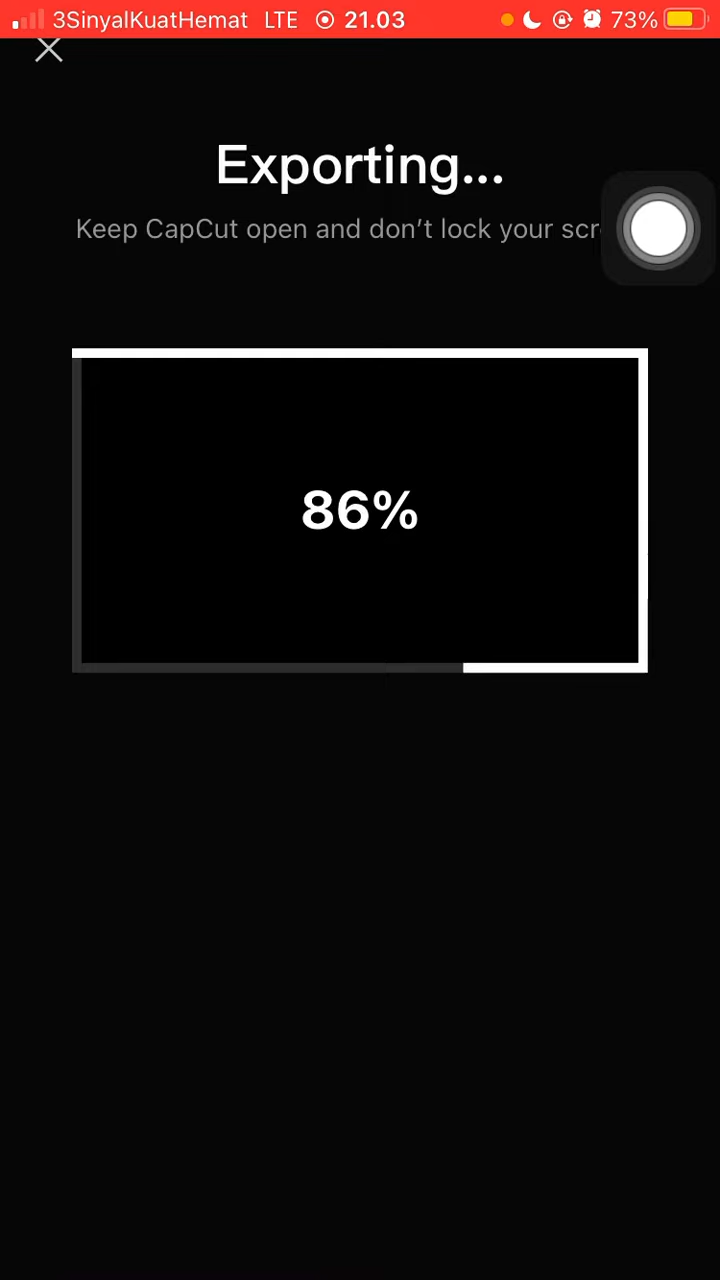 3SinyalKuatHemat LTE 21.03 73%
Exporting...
Keep CapCut open and don't lock your scr
86%